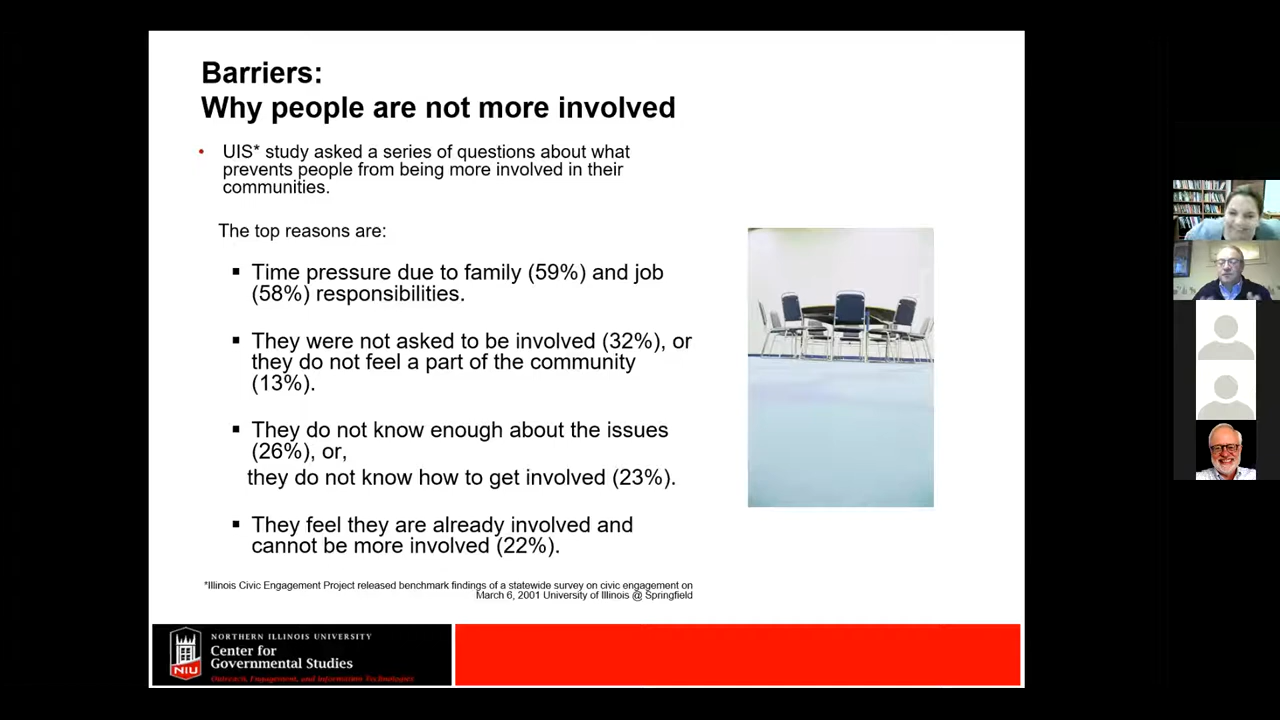 Barriers:
Why people are not more involved
• UIS* study asked a series of questions about what
prevents people from being more involved in their
communities.
The top reasons are:
▪ Time pressure due to family (59%) and job
(58%) responsibilities.
▪ They were not asked to be involved (32%), or
they do not feel a part of the community
(13%).
▪ They do not know enough about the issues
(26%), or,
they do not know how to get involved (23%).
▪ They feel they are already involved and
cannot be more involved (22%).
*Illinois Civic Engagement Project released benchmark findings of a statewide survey on civic engagement on
March 6, 2001 University of Illinois @ Springfield
NORTHERN ILLINOIS UNIVERSITY
Center for
Governmental Studies
Outreach, Engagement, and Information Technologies
NIU